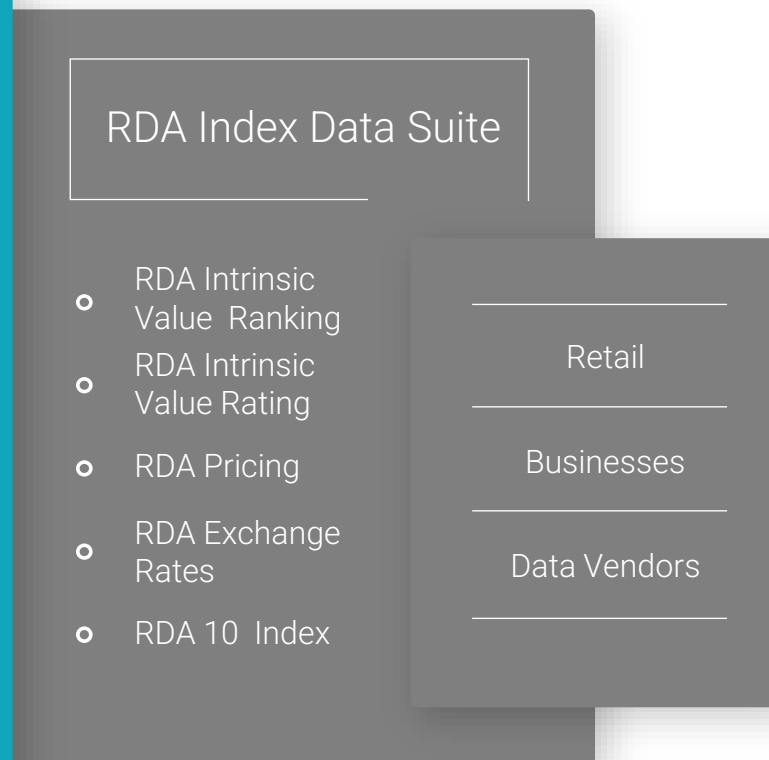 RDA Index Data Suite
RDA Intrinsic
Value Ranking
RDA Intrinsic
Value Rating
RDA Pricing
RDA Exchange
Rates
RDA 10 Index
Retail
Businesses
Data Vendors